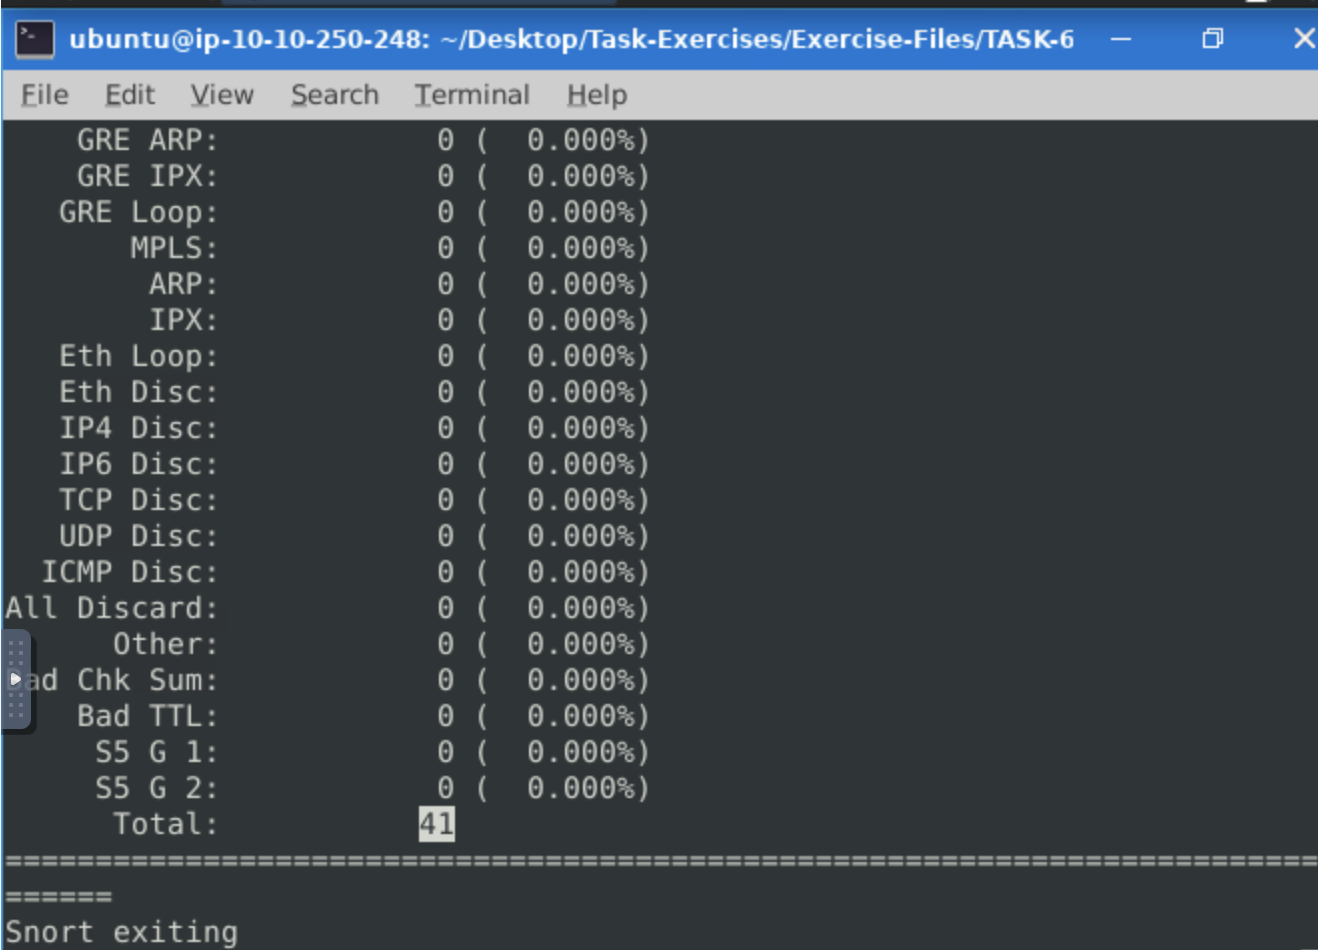 ubuntu@ip-10-10-250-248: ~/Desktop/Task-Exercises/Exercise-Files/TASK-6
File Edit View Search Terminal Help
GRE ARP: 0 ( 0.000%)
GRE IPX: 0 ( 0.000%)
GRE Loop: 0 ( 0.000%)
MPLS: 0 ( 0.000%)
ARP: 0 ( 0.000%)
IPX: 0 ( 0.000%)
Eth Loop: 0 ( 0.000%)
Eth Disc: 0 ( 0.000%)
IP4 Disc: 0 ( 0.000%)
IP6 Disc: 0 ( 0.000%)
TCP Disc: 0 ( 0.000%)
UDP Disc: 0 ( 0.000%)
ICMP Disc: 0 ( 0.000%)
All Discard: 0 ( 0.000%)
Other: 0 ( 0.000%)
Bad Chk Sum: 0 ( 0.000%)
Bad TTL: 0 ( 0.000%)
S5 G 1: 0 ( 0.000%)
S5 G 2: 0 ( 0.000%)
Total: 41
=========================================================================
======
Snort exiting